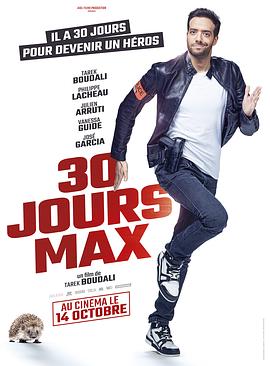 IL A 30 JOURS
POUR DEVENIR UN HÉROS
TAREK
BOUDALI
PHILIPPE
LACHEAU
JULIEN
ARRUTI
VANESSA
GUIDE
JOSÉ
GARCIA
30
JOURS
MAX
un film de
TAREK BOUDALI
AU CINÉMA LE
14 OCTOBRE